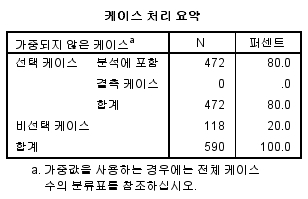 케이스 처리 요약
가중되지 않은 케이스a N 퍼센트
선택 케이스 분석에 포함 472 80.0
결측 케이스 0 .0
합계 472 80.0
비선택 케이스 118 20.0
합계 590 100.0
a. 가중값을 사용하는 경우에는 전체 케이스
수의 분류표를 참조하십시오.